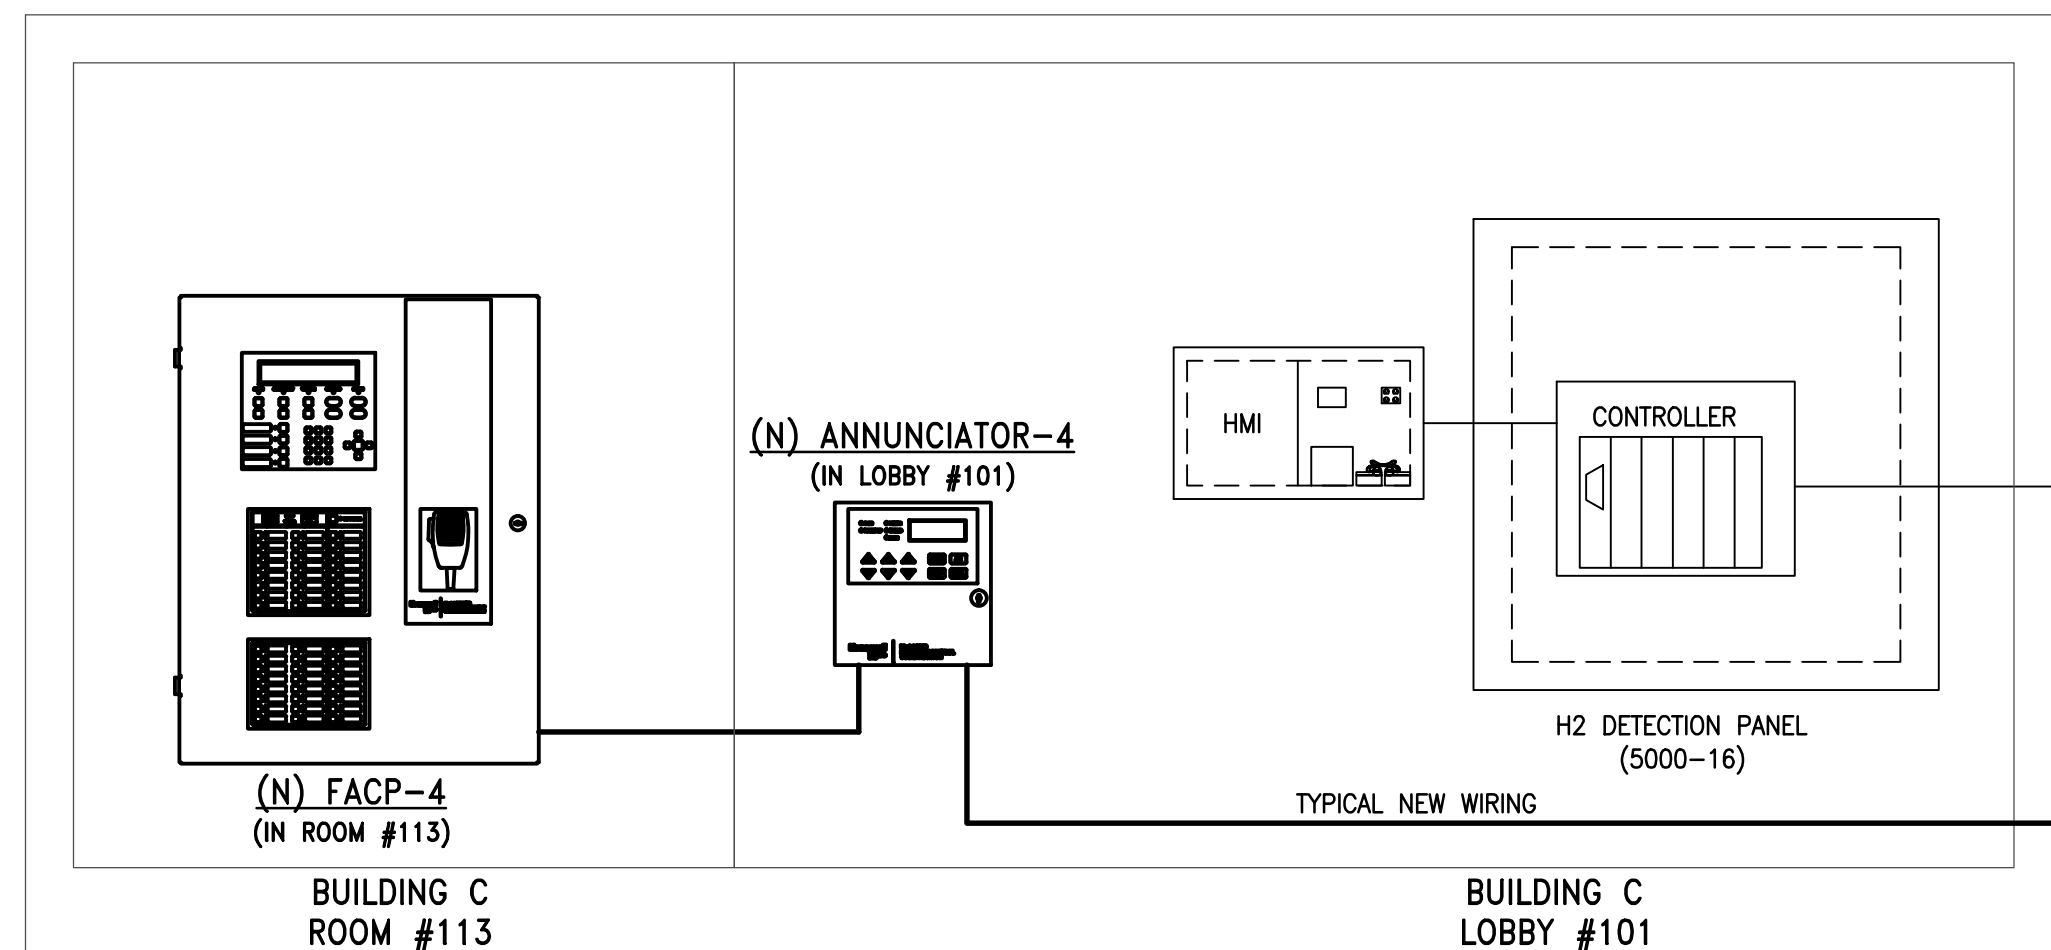 (N) ANNUNCIATOR-4
(IN LOBBY #101)
HMI
CONTROLLER
H2 DETECTION PANEL
(5000-16)
(N) FACP-4
(IN ROOM #113)
TYPICAL NEW WIRING
BUILDING C
ROOM #113
BUILDING C
LOBBY #101